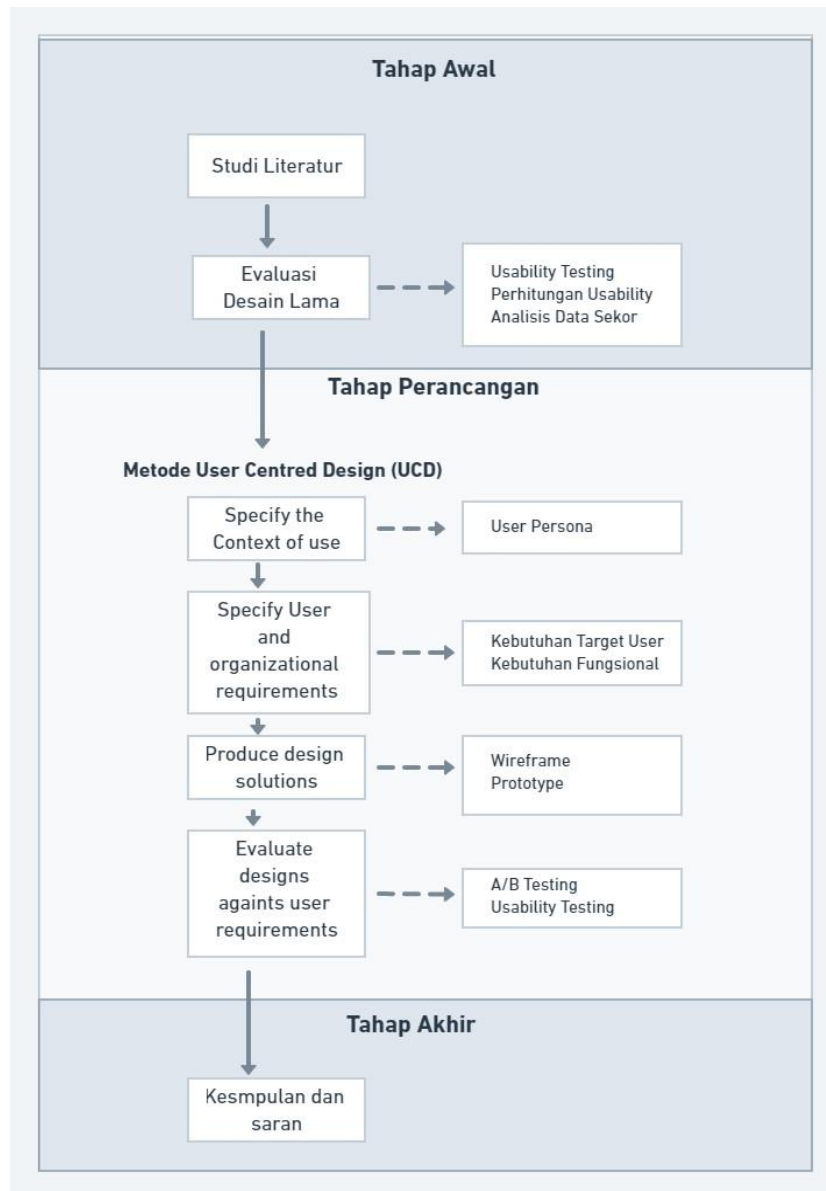 Tahap Awal
Studi Literatur
Evaluasi
Desain Lama
Usability Testing
Perhitungan Usability
Analisis Data Sekor
Tahap Perancangan
Metode User Centred Design (UCD)
Specify the
Context of use
User Persona
Specify User
and
organizational
requirements
Kebutuhan Target User
Kebutuhan Fungsional
Produce design
solutions
Wireframe
Prototype
Evaluate
designs
againts user
requirements
A/B Testing
Usability Testing
Tahap Akhir
Kesmpulan dan
saran